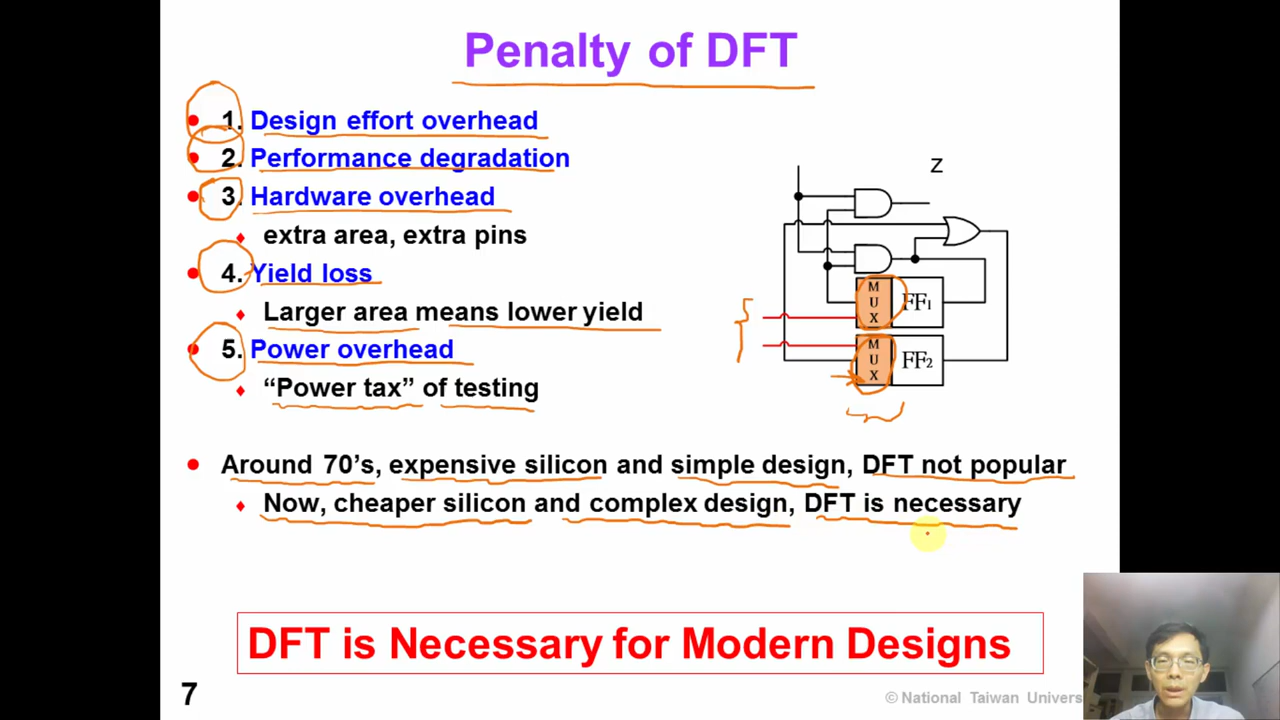 Penalty of DFT
1. Design effort overhead
2. Performance degradation
3. Hardware overhead
extra area, extra pins
4. Yield loss
Larger area means lower yield
5. Power overhead
“Power tax” of testing
Z
MUX FF1
MUX FF2
Around 70’s, expensive silicon and simple design, DFT not popular
Now, cheaper silicon and complex design, DFT is necessary
DFT is Necessary for Modern Designs
7
© National Taiwan Univers